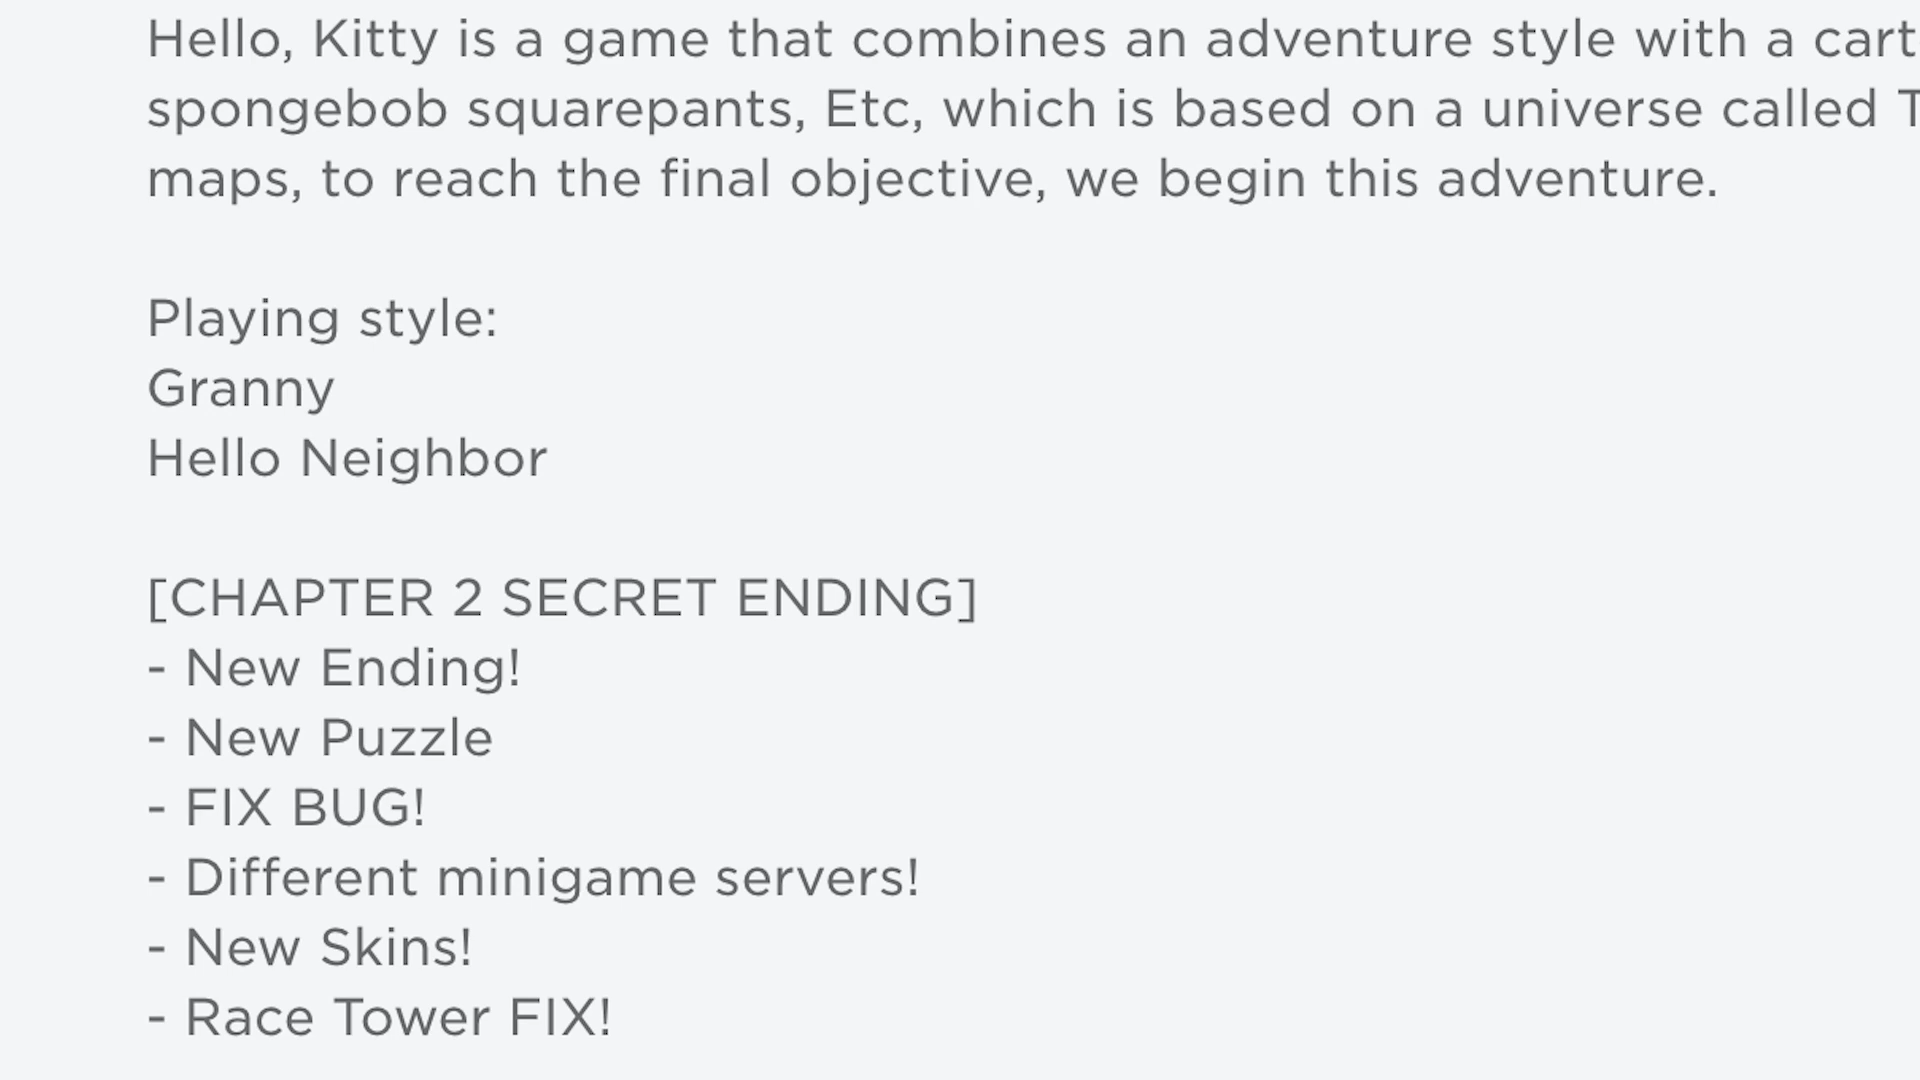 Hello, Kitty is a game that combines an adventure style with a cart
spongebob squarepants, Etc, which is based on a universe called T
maps, to reach the final objective, we begin this adventure.
Playing style:
Granny
Hello Neighbor
[CHAPTER 2 SECRET ENDING]
- New Ending!
- New Puzzle
- FIX BUG!
- Different minigame servers!
- New Skins!
- Race Tower FIX!